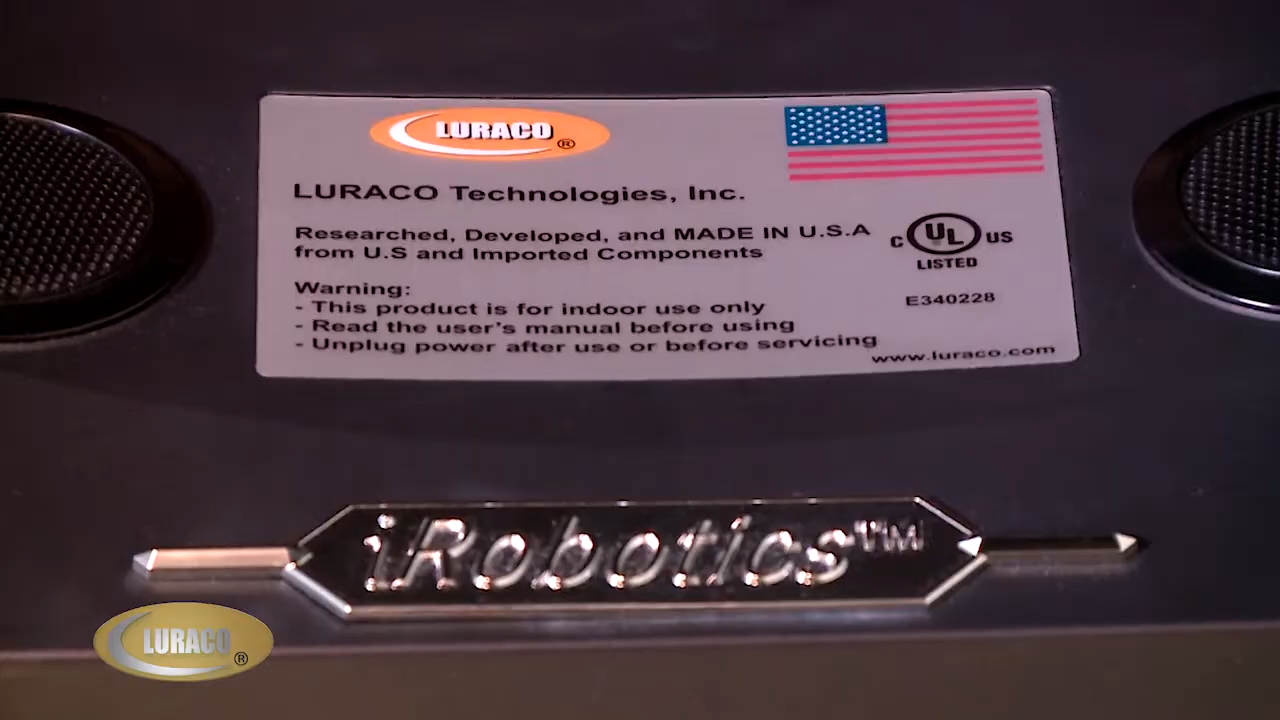 LURACO ®
LURACO Technologies, Inc.
Researched, Developed, and MADE IN U.S.A
from U.S and Imported Components
C UL US
LISTED
E340228
Warning:
- This product is for indoor use only
- Read the user's manual before using
- Unplug power after use or before servicing
www.luraco.com
iRobotics™
LURACO ®